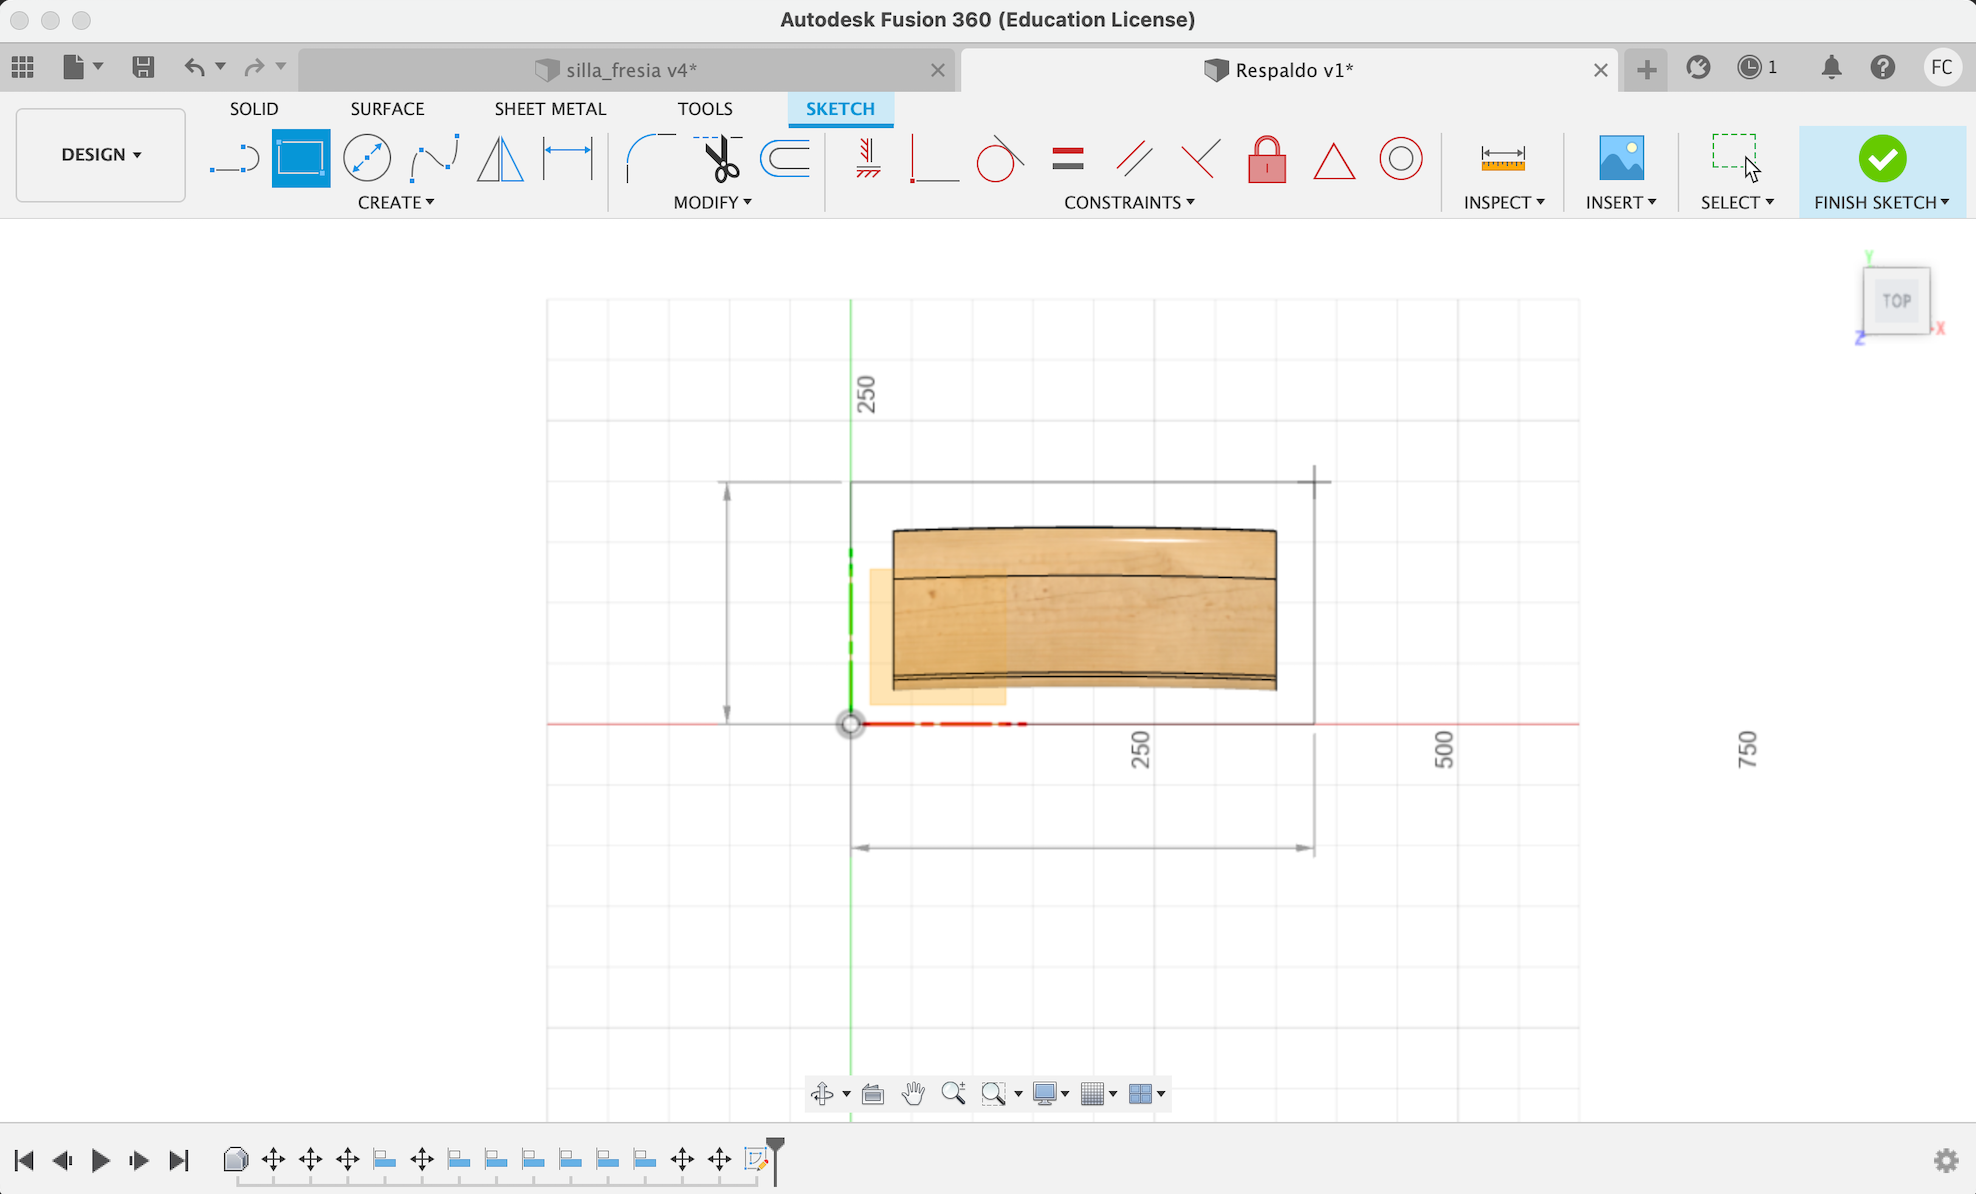 Autodesk Fusion 360 (Education License)
silla_fresia v4*
Respaldo v1*
1
FC
SOLID
SURFACE
SHEET METAL
TOOLS
SKETCH
DESIGN
CREATE
MODIFY
CONSTRAINTS
INSPECT
INSERT
SELECT
FINISH SKETCH
Y
TOP
X
Z
250
250
500
750